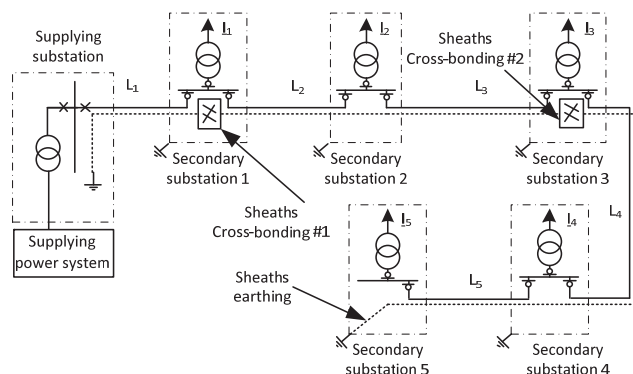 Supplying
substation
L1
I1
L2
I2
Sheaths
Cross-bonding #2
L3
I3
Secondary
substation 1
Secondary
substation 2
Secondary
substation 3
Sheaths
Cross-bonding #1
Supplying
power system
Sheaths
earthing
I5
L5
I4
L4
Secondary
substation 5
Secondary
substation 4